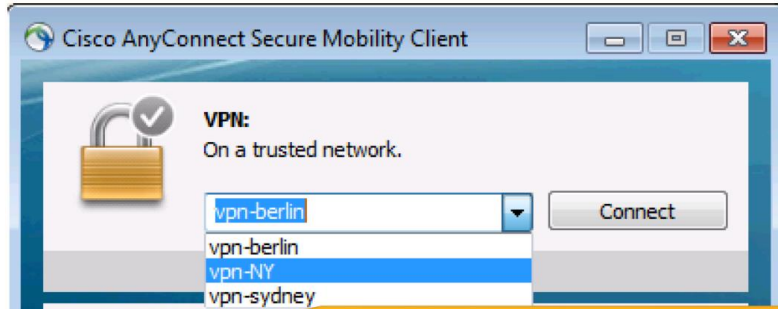 Cisco AnyConnect Secure Mobility Client
VPN:
On a trusted network.
vpn-berlin
Connect
vpn-berlin
vpn-NY
vpn-sydney